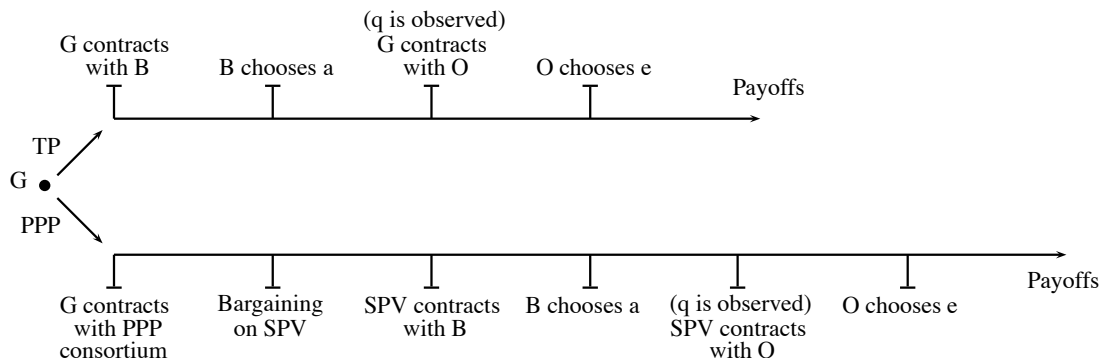 G contracts
with B
B chooses a
(q is observed)
G contracts
with O
O chooses e
Payoffs
TP
G
PPP
G contracts
with PPP
consortium
Bargaining
on SPV
SPV contracts
with B
B chooses a
(q is observed)
SPV contracts
with O
O chooses e
Payoffs